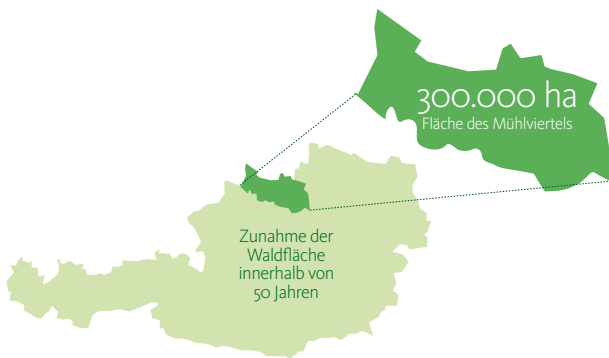 300.000 ha
Fläche des Mühlviertels
Zunahme der
Waldfläche
innerhalb von
50 Jahren